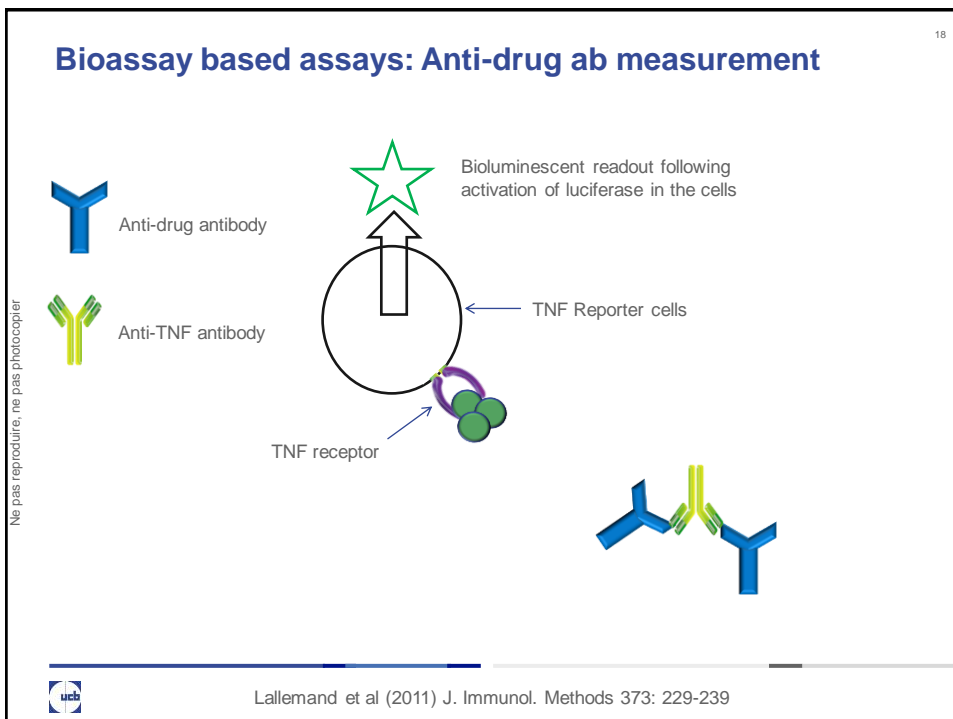 18
Bioassay based assays: Anti-drug ab measurement
Bioluminescent readout following
activation of luciferase in the cells
Anti-drug antibody
TNF Reporter cells
Anti-TNF antibody
TNF receptor
Ne pas reproduire, ne pas photocopier
ucb
Lallemand et al (2011) J. Immunol. Methods 373: 229-239